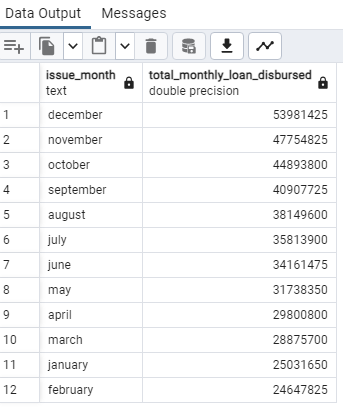 Data Output Messages
issue_month total_monthly_loan_disbursed
text double precision
1 december 53981425
2 november 47754825
3 october 44893800
4 september 40907725
5 august 38149600
6 july 35813900
7 june 34161475
8 may 31738350
9 april 29800800
10 march 28875700
11 january 25031650
12 february 24647825